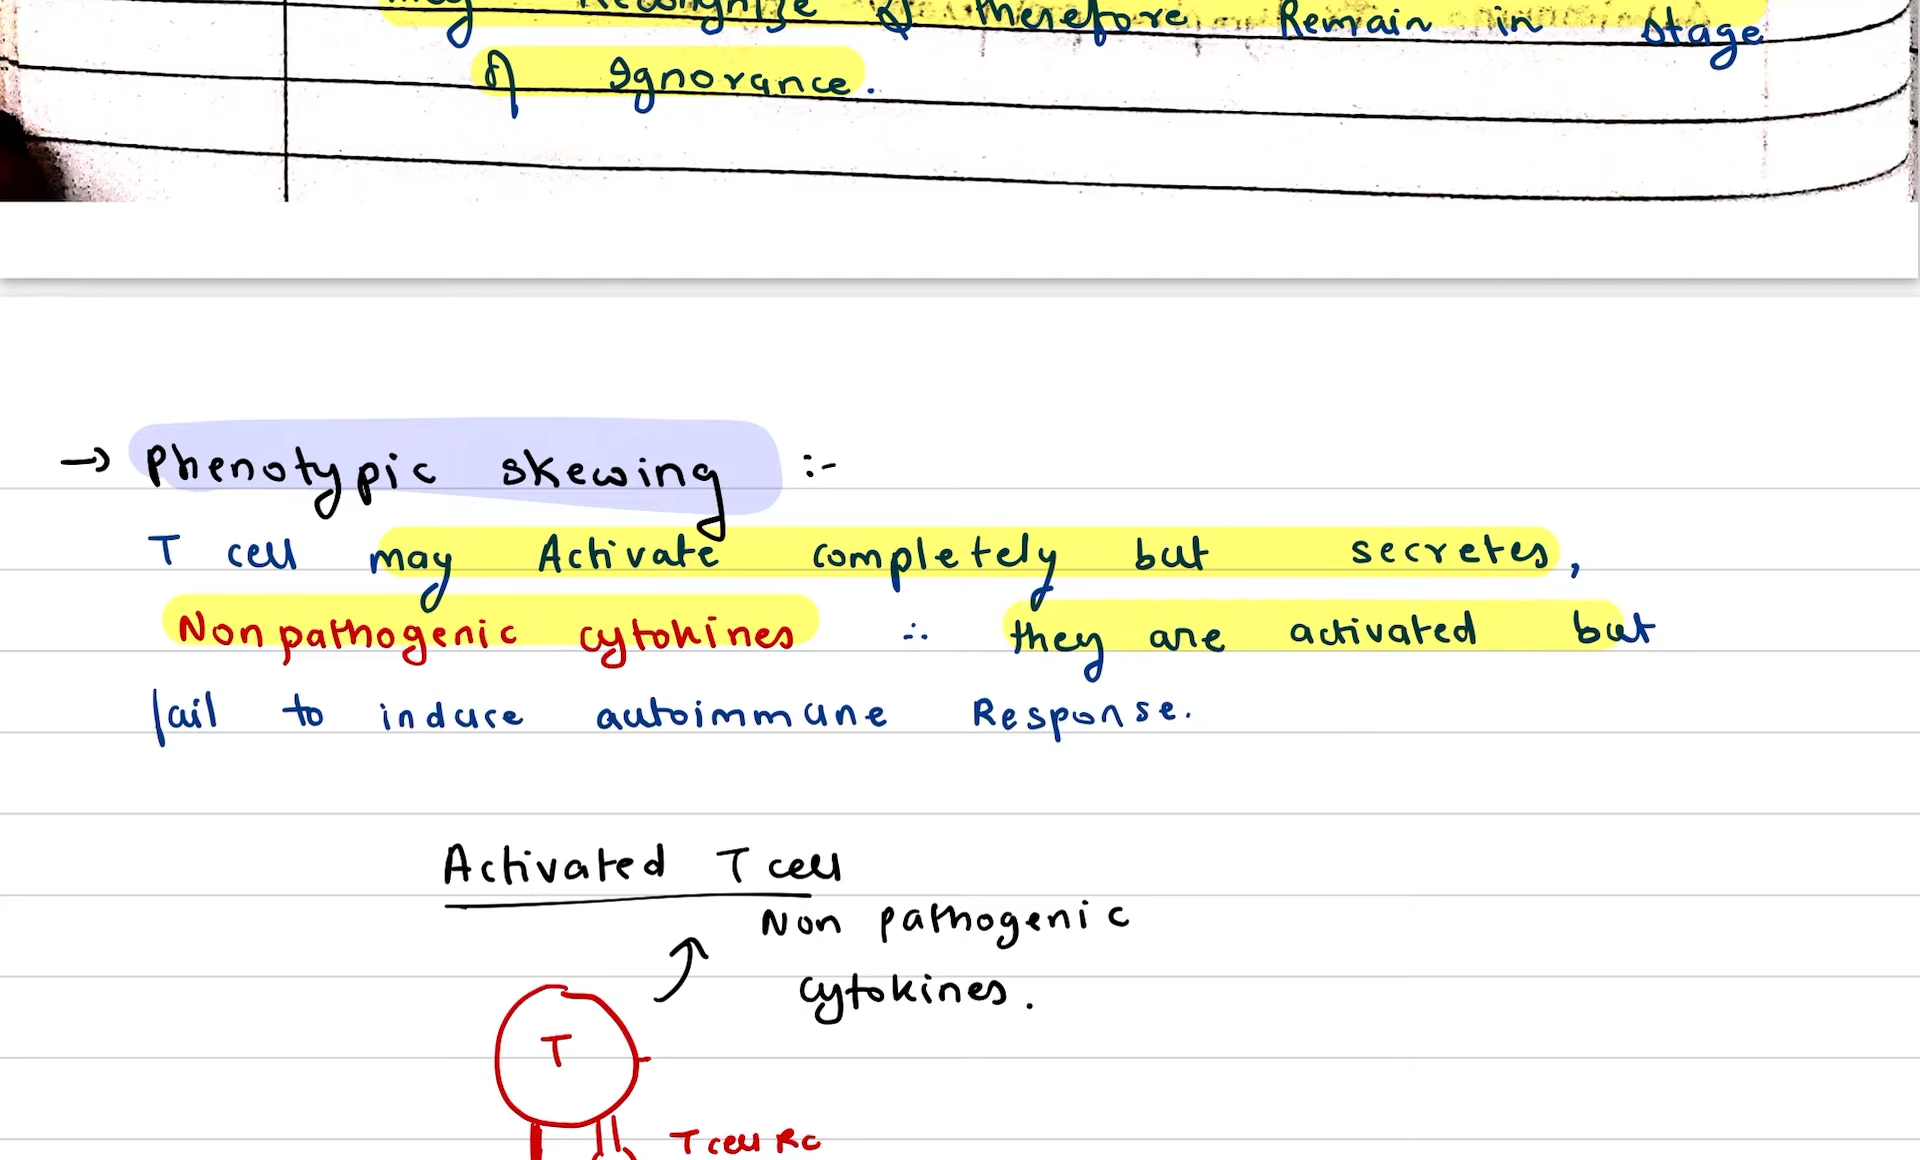 may Recongnize & therefore Remain in stage
of Ignorance.
→ Phenotypic skewing :-
T cell may Activate completely but secretes,
Non pathogenic cytokines ∴ they are activated but
fail to induce autoimmune Response.
Activated T cell
Non pathogenic
cytokines.
T
T cell Rc